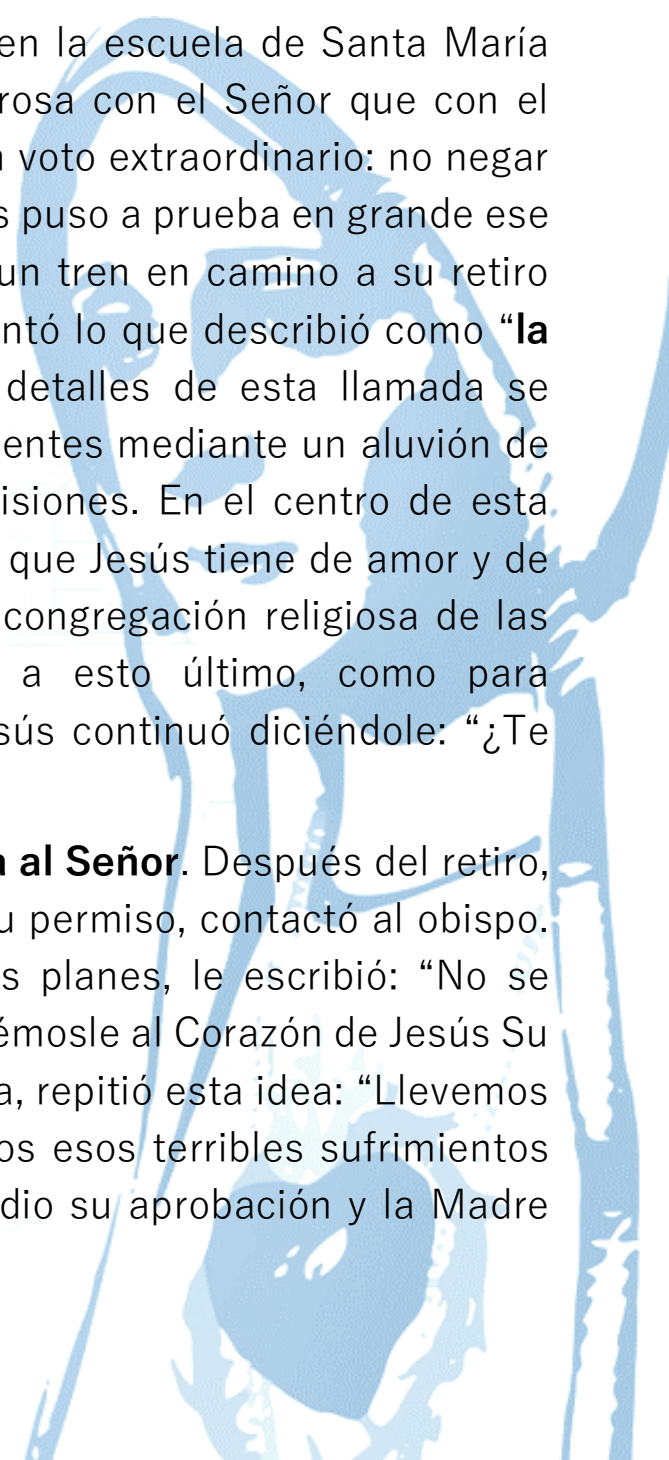 en la escuela de Santa María
rosa con el Señor que con el
voto extraordinario: no negar
s puso a prueba en grande ese
un tren en camino a su retiro
ntó lo que describió como “la
detalles de esta llamada se
entes mediante un aluvión de
isiones. En el centro de esta
que Jesús tiene de amor y de
congregación religiosa de las
a esto último, como para
sús continuó diciéndole: “¿Te
a al Señor. Después del retiro,
u permiso, contactó al obispo.
s planes, le escribió: “No se
émosle al Corazón de Jesús Su
a, repitió esta idea: “Llevemos
os esos terribles sufrimientos
dio su aprobación y la Madre